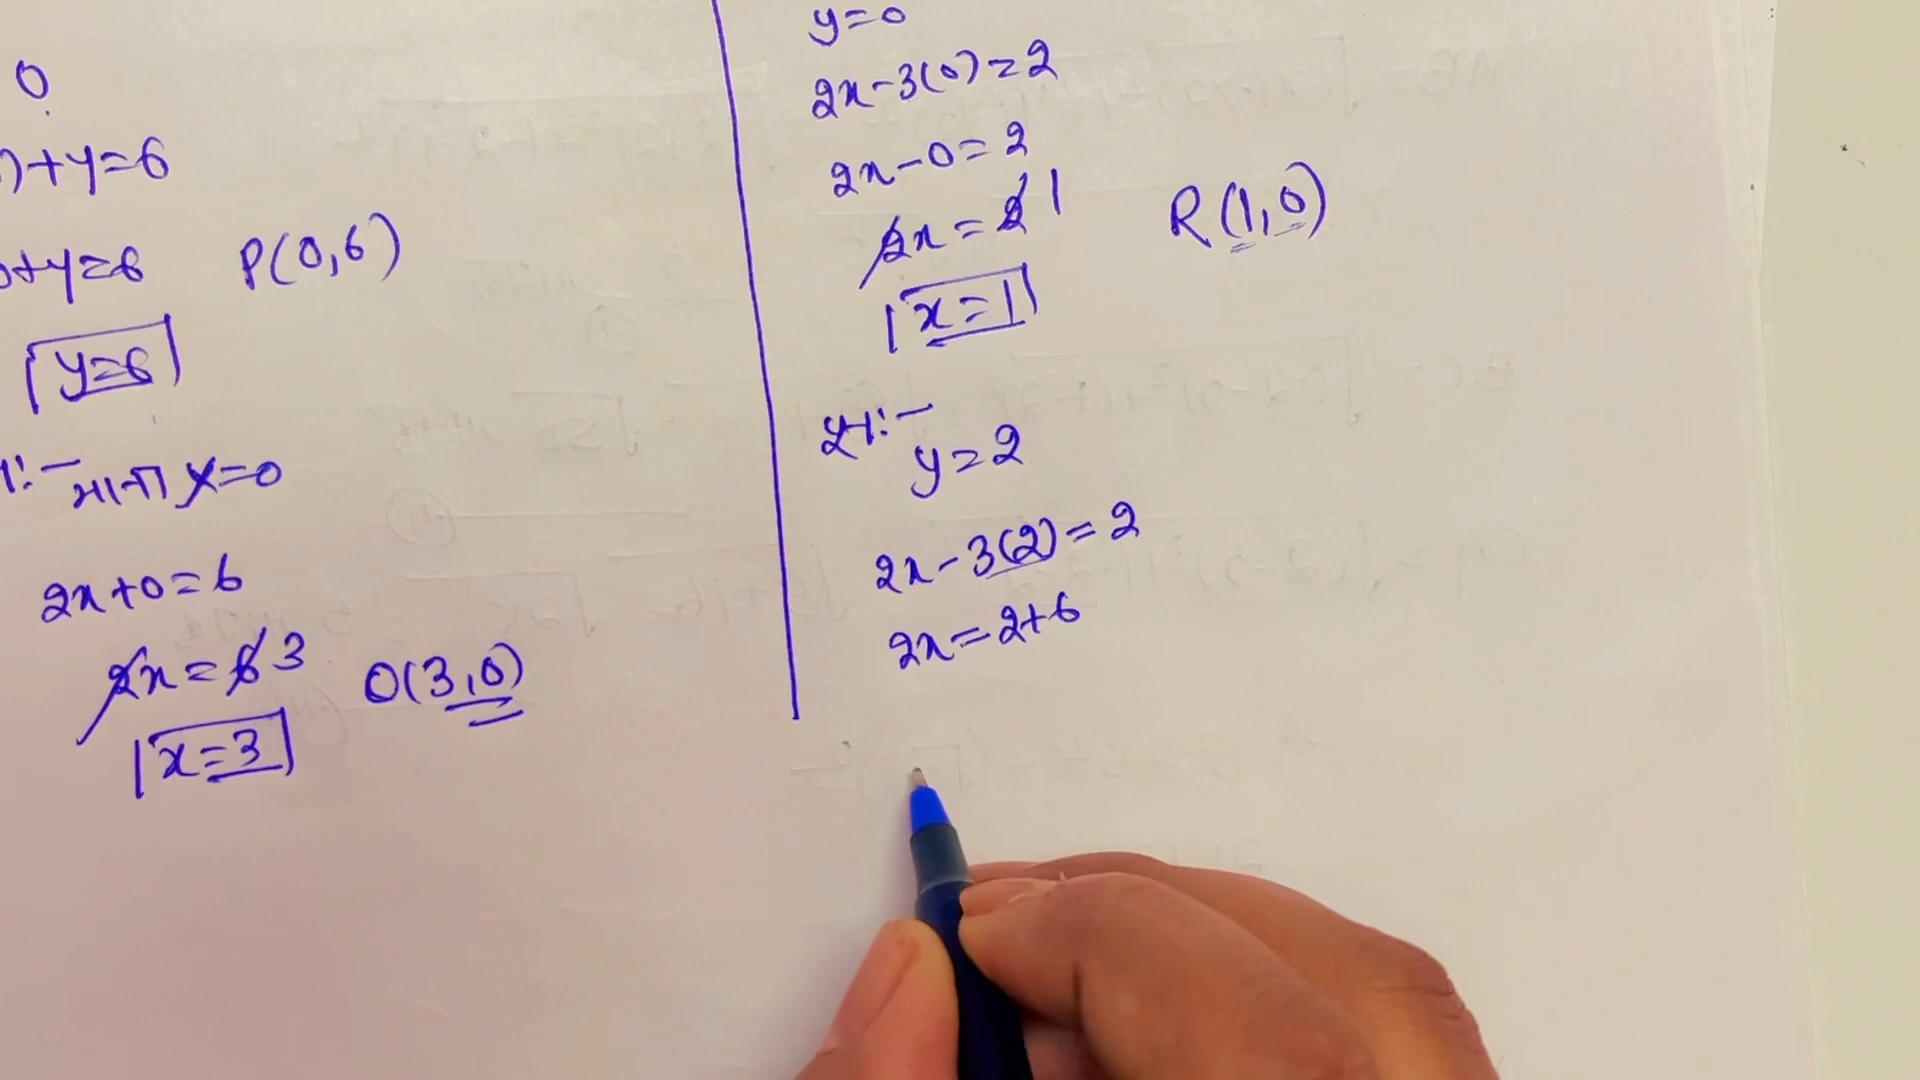 0
)+y=6
0+y=6 P(0,6)
y=6
:- माना x=0
2x+0=6
2x=6 3 O(3,0)
x=3
y=0
2x-3(0)=2
2x-0=2
2x=2 1 R(1,0)
x=1
पुनः-
y=2
2x-3(2)=2
2x=2+6